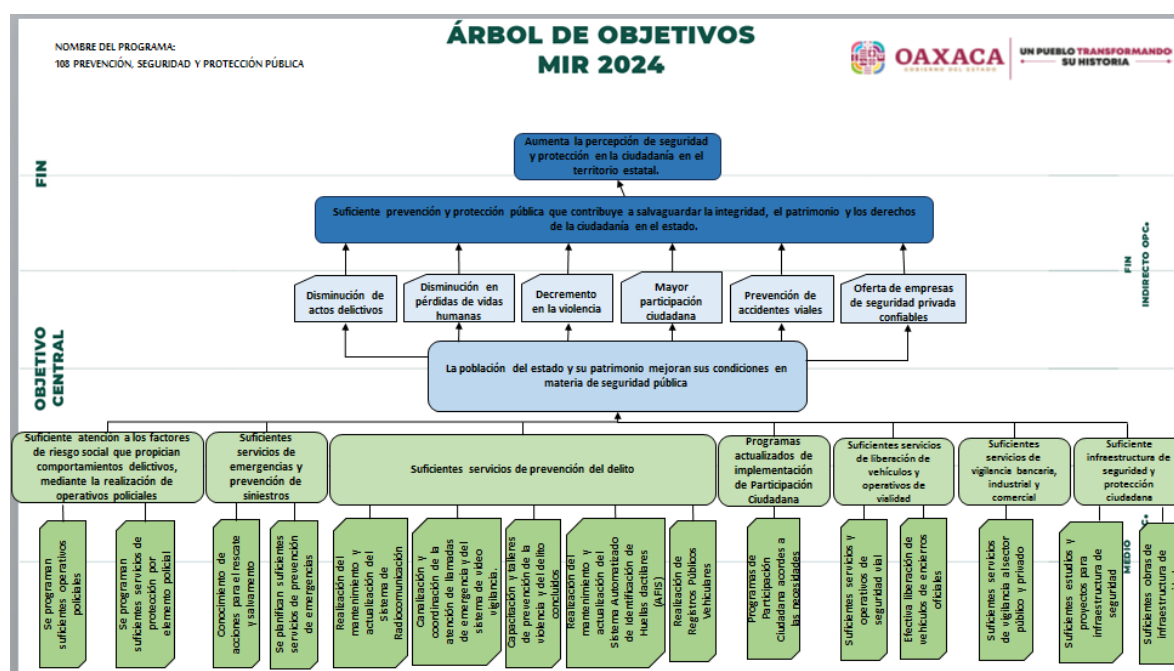 ÁRBOL DE OBJETIVOS
MIR 2024
NOMBRE DEL PROGRAMA:
108 PREVENCIÓN, SEGURIDAD Y PROTECCIÓN PÚBLICA
OAXACA
GOBIERNO DEL ESTADO
UN PUEBLO TRANSFORMANDO
SU HISTORIA
FIN
Aumenta la percepción de seguridad
y protección en la ciudadanía en el
territorio estatal.
Suficiente prevención y protección pública que contribuye a salvaguardar la integridad, el patrimonio y los derechos
de la ciudadanía en el estado.
FIN
INDIRECTO OPC.
Disminución de
actos delictivos
Disminución en
pérdidas de vidas
humanas
Decremento
en la violencia
Mayor
participación
ciudadana
Prevención de
accidentes viales
Oferta de empresas
de seguridad privada
confiables
OBJETIVO
CENTRAL
La población del estado y su patrimonio mejoran sus condiciones en
materia de seguridad pública
Suficiente atención a los factores
de riesgo social que propician
comportamientos delictivos,
mediante la realización de
operativos policiales
Suficientes
servicios de
emergencias y
prevención de
siniestros
Suficientes servicios de prevención del delito
Programas
actualizados de
implementación
de Participación
Ciudadana
Suficientes servicios
de liberación de
vehículos y
operativos de
vialidad
Suficientes
servicios de
vigilancia bancaria,
industrial y
comercial
Suficiente
infraestructura de
seguridad y
protección
ciudadana
Se programan
suficientes operativos
policiales
Se programan
suficientes servicios de
protección por
elemento policial
Conocimiento de
acciones para el rescate
y salvamento
Se planifican suficientes
servicios de prevención
de emergencias
Realización del
mantenimiento y
actualización del
Sistema de
Radiocomunicación
Canalización y
coordinación de la
atención de llamadas
de emergencia y del
sistema de video
vigilancia.
Capacitación y talleres
de prevención de la
violencia y del delito
concluidos
Realización del
mantenimiento y
actualización del
Sistema Automatizado
de Identificación de
Huellas dactilares
(AFIS)
Realización de
Registros Públicos
Vehiculares
Programas de
Participación
Ciudadana acordes a
las necesidades
Suficientes servicios y
operativos de
seguridad vial
Efectiva liberación de
vehículos de encierros
oficiales
Suficientes servicios
de vigilancia al sector
público y privado
Suficientes estudios y
proyectos para
infraestructura de
seguridad
MEDIO
Suficientes obras de
infraestructura de